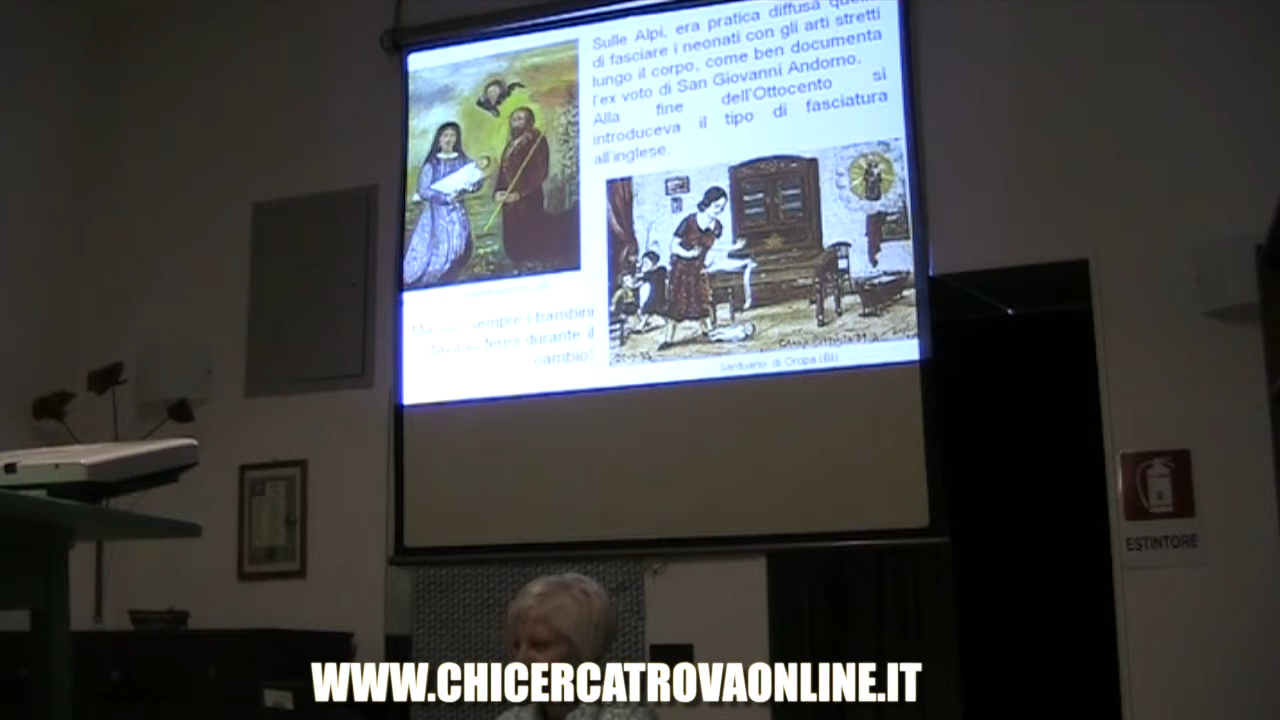 Sulle Alpi, era pratica diffusa
di fasciare i neonati con gli arti stretti
lungo il corpo, come ben documenta
l'ex voto di San Giovanni Andorno.
Alla fine dell'Ottocento si
introduceva il tipo di fasciatura
all'inglese.
sempre i bambini
fermi durante il
cambio
Santuario di Oropa (BI)
ESTINTORE
WWW.CHICERCATROVAONLINE.IT